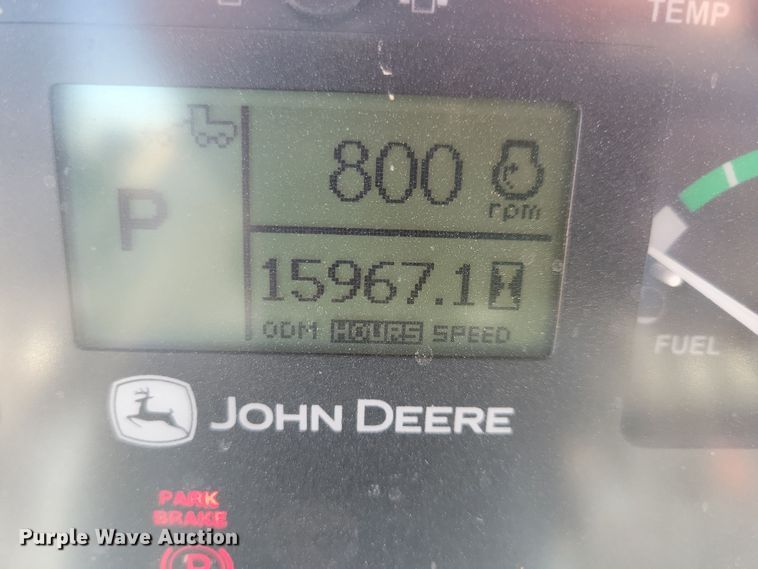 TEMP
800
P
rpm
15967.1
ODM HOURS SPEED
FUEL
JOHN DEERE
PARK
BRAKE
Purple Wave Auction
P